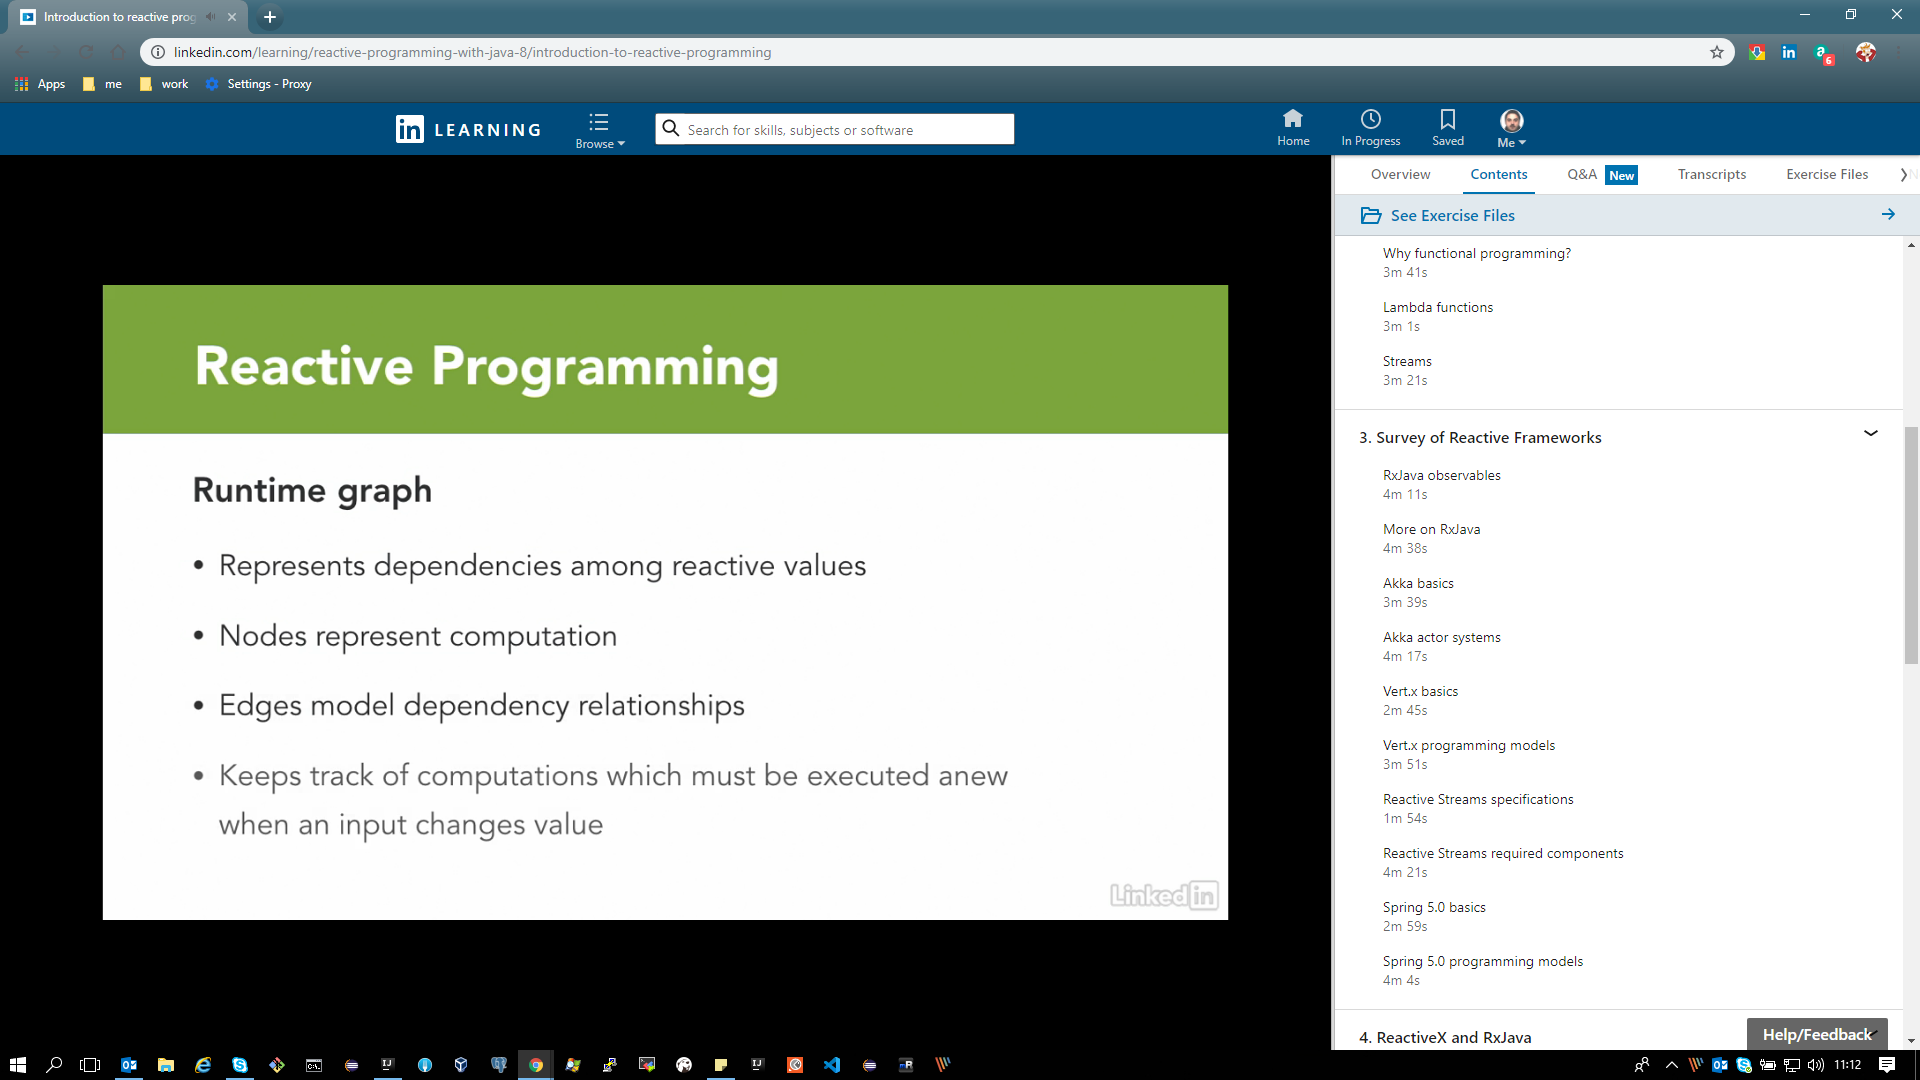 Introduction to reactive prog
linkedin.com/learning/reactive-programming-with-java-8/introduction-to-reactive-programming
6
Apps
me
work
Settings - Proxy
in LEARNING
Browse
Search for skills, subjects or software
Home
In Progress
Saved
Me
Overview
Contents
Q&A New
Transcripts
Exercise Files
See Exercise Files
Reactive Programming
Runtime graph
• Represents dependencies among reactive values
• Nodes represent computation
• Edges model dependency relationships
• Keeps track of computations which must be executed anew
when an input changes value
Linked in
Why functional programming?
3m 41s
Lambda functions
3m 1s
Streams
3m 21s
3. Survey of Reactive Frameworks
RxJava observables
4m 11s
More on RxJava
4m 38s
Akka basics
3m 39s
Akka actor systems
4m 17s
Vert.x basics
2m 45s
Vert.x programming models
3m 51s
Reactive Streams specifications
1m 54s
Reactive Streams required components
4m 21s
Spring 5.0 basics
2m 59s
Spring 5.0 programming models
4m 4s
4. ReactiveX and RxJava
Help/Feedback
11:12